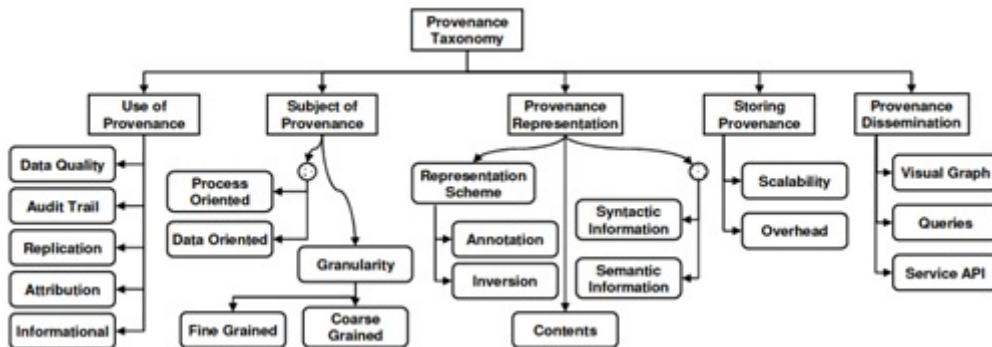 Provenance
Taxonomy
Use of
Provenance
Subject of
Provenance
Provenance
Representation
Storing
Provenance
Provenance
Dissemination
Data Quality
Audit Trail
Replication
Attribution
Informational
Process
Oriented
Data Oriented
Granularity
Fine Grained
Coarse
Grained
Representation
Scheme
Annotation
Inversion
Contents
Syntactic
Information
Semantic
Information
Scalability
Overhead
Visual Graph
Queries
Service API